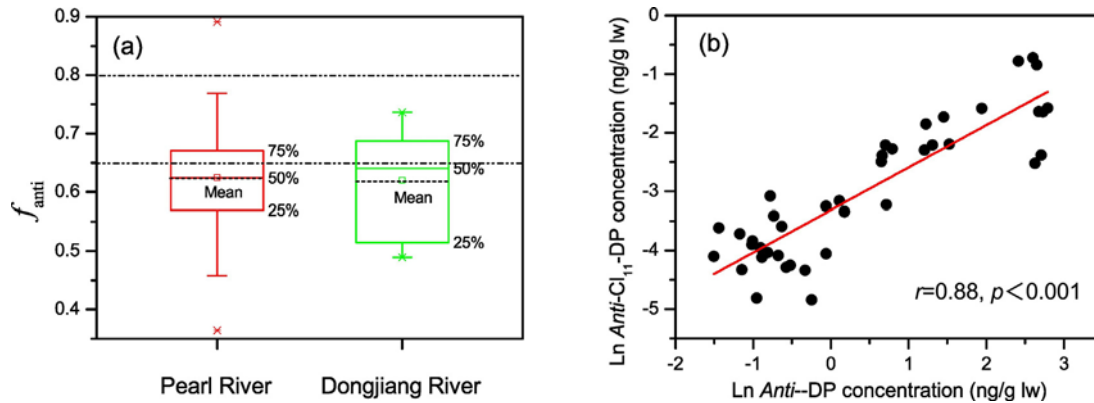 (a)
f_anti
0.9
0.8
0.7
0.6
0.5
0.4
75%
50%
Mean
25%
75%
50%
Mean
25%
Pearl River
Dongjiang River
(b)
Ln Anti-Cl₁₁-DP concentration (ng/g lw)
0
-1
-2
-3
-4
-5
r=0.88, p<0.001
-2
-1
0
1
2
3
Ln Anti--DP concentration (ng/g lw)